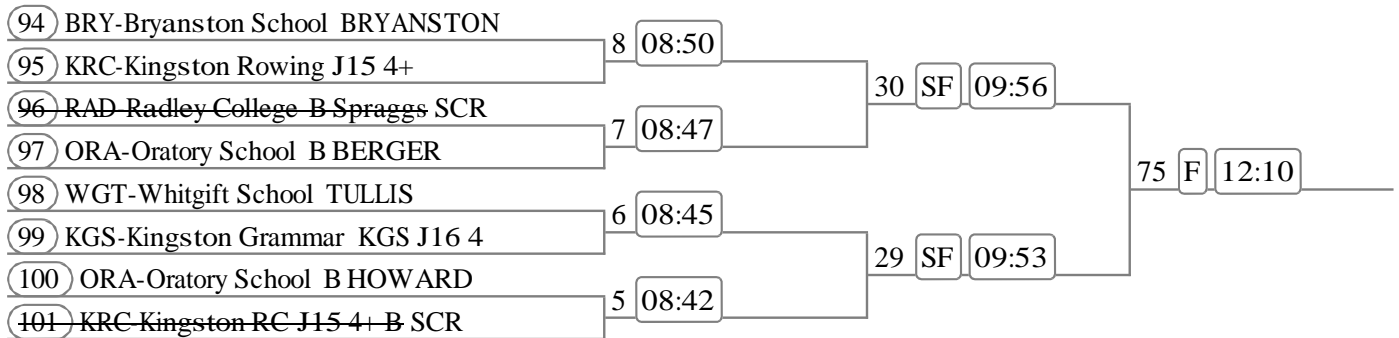 94 BRY-Bryanston School BRYANSTON
8 08:50
95 KRC-Kingston Rowing J15 4+
30 SF 09:56
96 RAD-Radley College B Spraggs SCR
7 08:47
97 ORA-Oratory School B BERGER
75 F 12:10
98 WGT-Whitgift School TULLIS
6 08:45
99 KGS-Kingston Grammar KGS J16 4
29 SF 09:53
100 ORA-Oratory School B HOWARD
5 08:42
101 KRC-Kingston RC J15 4+ B SCR